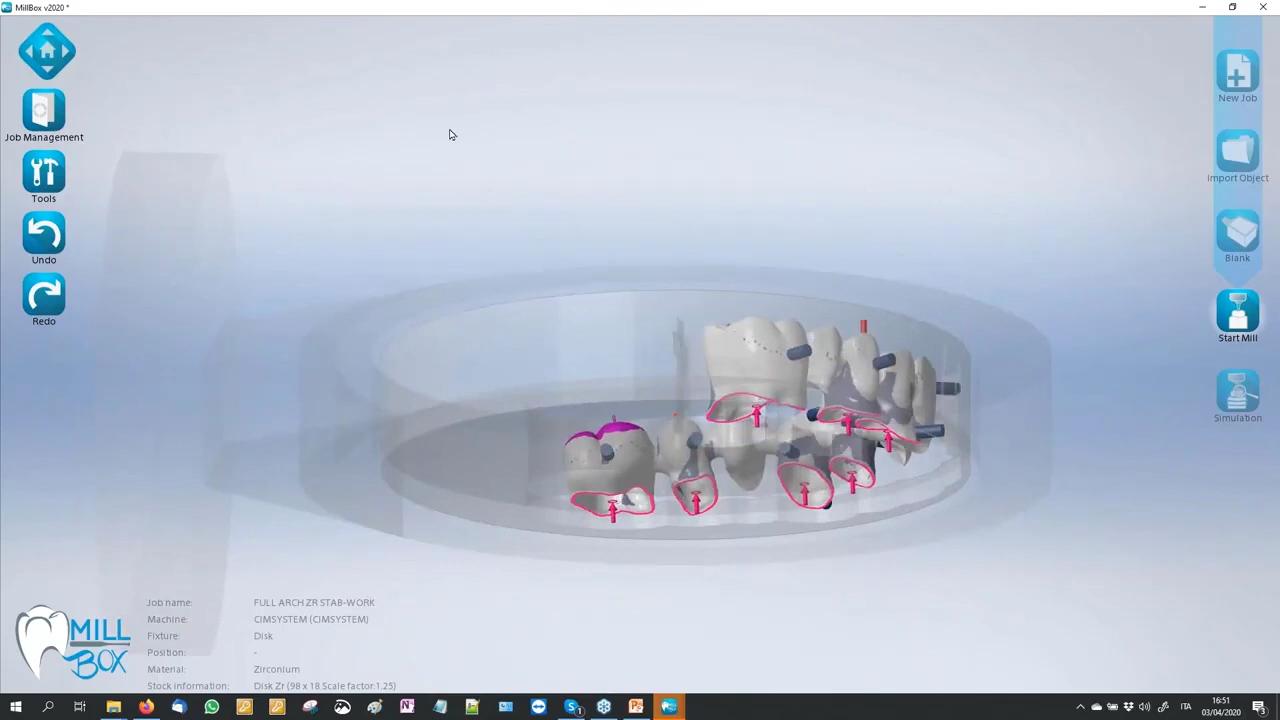 MillBox v2020 *
Job Management
Tools
Undo
Redo
New Job
Import Object
Blank
Start Mill
Simulation
MILL
BOX
Job name: FULL ARCH ZR STAB-WORK
Machine: CIMSYSTEM (CIMSYSTEM)
Fixture: Disk
Position: -
Material: Zirconium
Stock information: Disk Zr (98 x 18 Scale factor:1.25)
ITA
16:51
03/04/2020